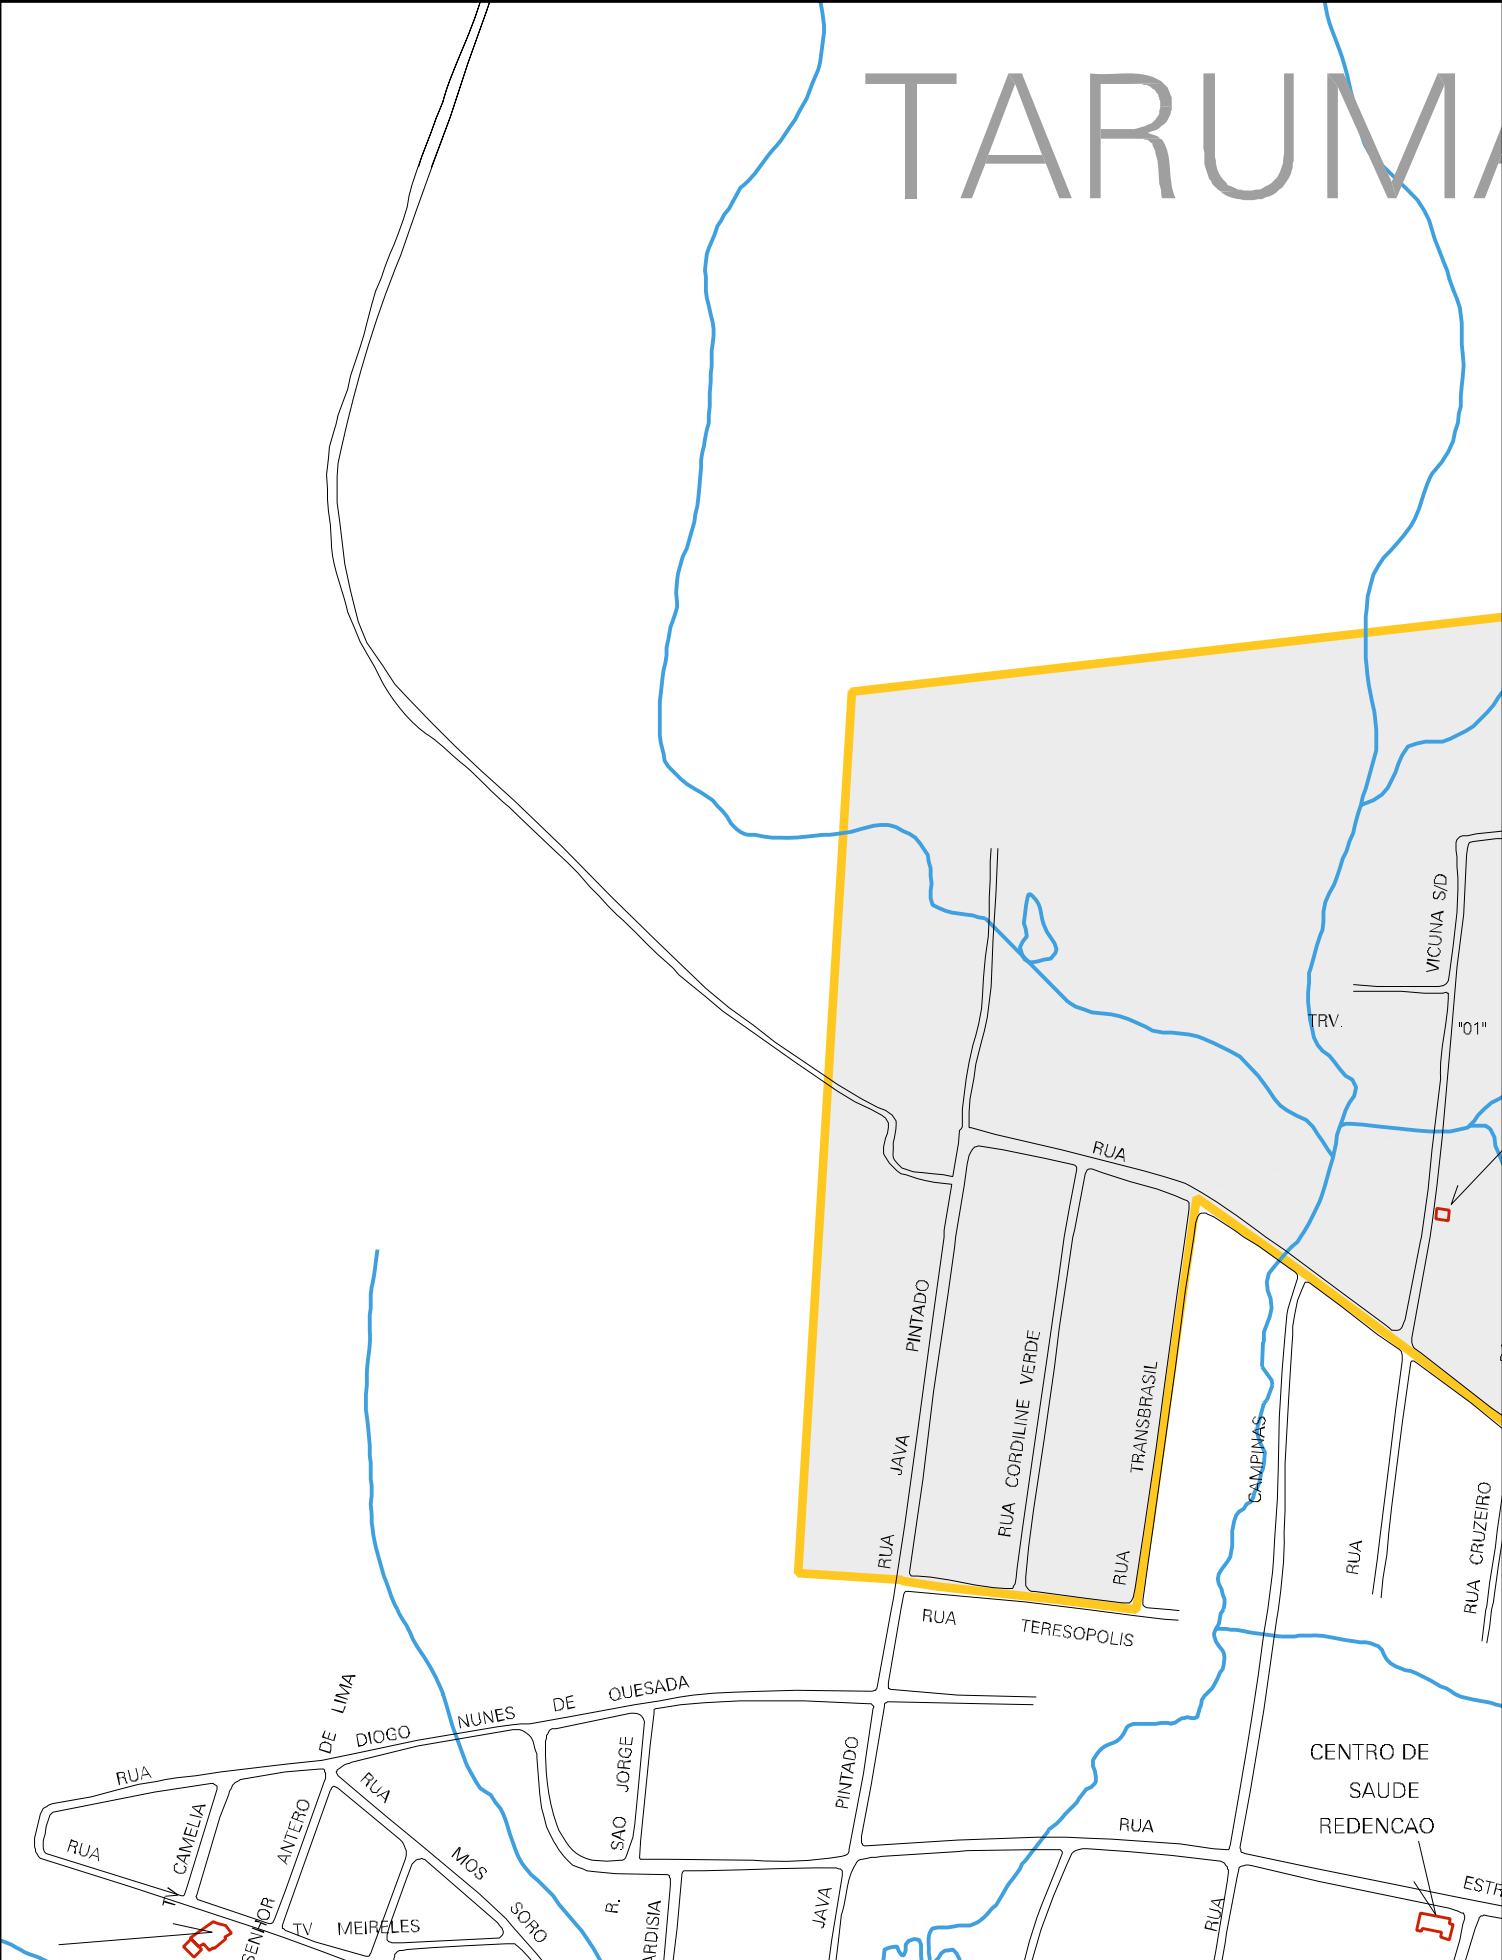 TARUMA
VICUNA S/D
TRV. "01"
RUA
RUA JAVA PINTADO
RUA CORDILINE VERDE
RUA TRANSBRASIL
CAMPINAS
RUA
RUA CRUZEIRO
RUA TERESOPOLIS
RUA DIOGO NUNES DE QUESADA
SENHOR ANTERO DE LIMA
RUA MOS SORO
SAO JORGE
JAVA PINTADO
CENTRO DE
SAUDE
REDENCAO
RUA
RUA
TV CAMELIA
TV MEIRELES
R.
RUA